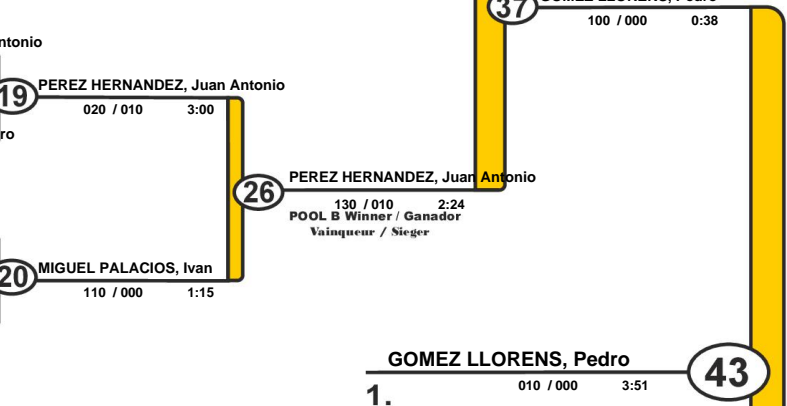 37
100 / 000 0:38
ntonio
19 PEREZ HERNANDEZ, Juan Antonio
020 / 010 3:00
ro
26 PEREZ HERNANDEZ, Juan Antonio
130 / 010 2:24
POOL B Winner / Ganador
Vainqueur / Sieger
20 MIGUEL PALACIOS, Ivan
110 / 000 1:15
GOMEZ LLORENS, Pedro 43
1. 010 / 000 3:51